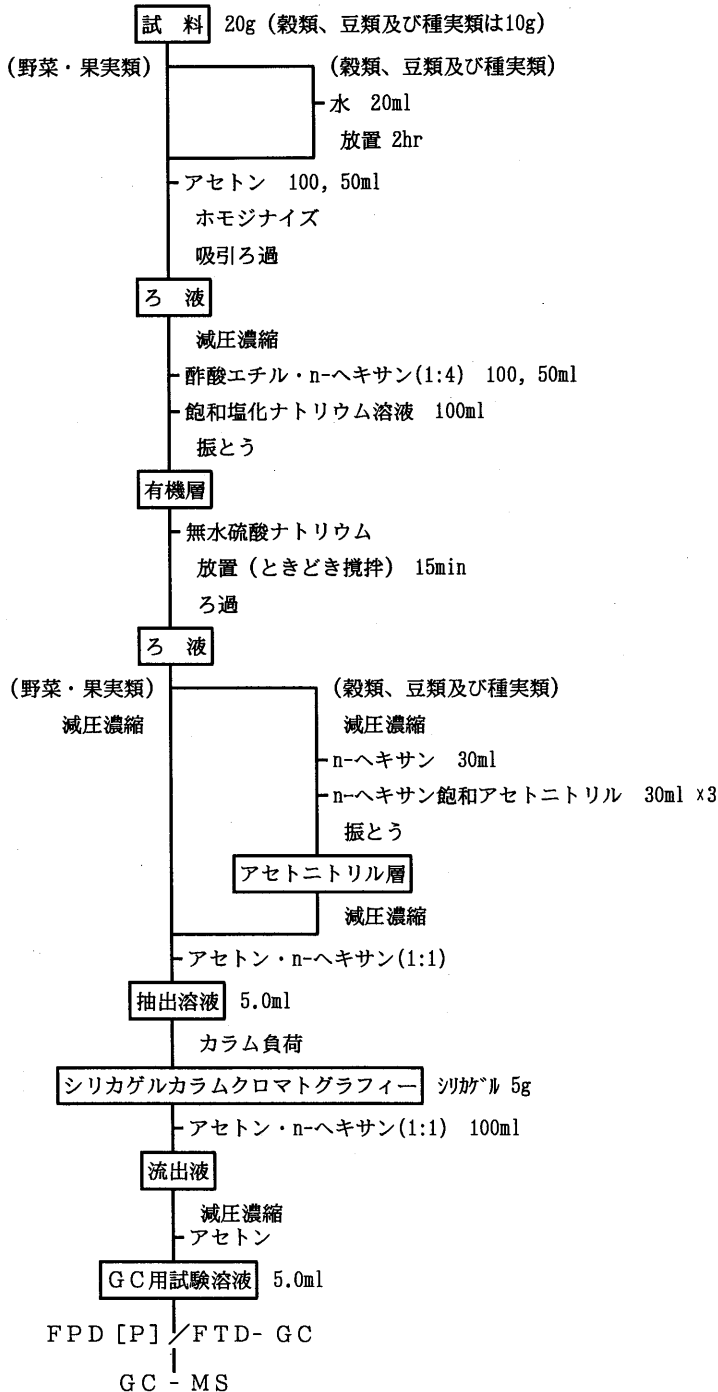 試　料　20g (穀類、豆類及び種実類は10g)
(野菜・果実類)　(穀類、豆類及び種実類)
水　20ml
放置 2hr
アセトン　100, 50ml
ホモジナイズ
吸引ろ過
ろ　液
減圧濃縮
酢酸エチル・n-ヘキサン(1:4)　100, 50ml
飽和塩化ナトリウム溶液　100ml
振とう
有機層
無水硫酸ナトリウム
放置 (ときどき撹拌)　15min
ろ過
ろ　液
(野菜・果実類)　(穀類、豆類及び種実類)
減圧濃縮　減圧濃縮
n-ヘキサン　30ml
n-ヘキサン飽和アセトニトリル　30ml ×3
振とう
アセトニトリル層
減圧濃縮
アセトン・n-ヘキサン(1:1)
抽出溶液　5.0ml
カラム負荷
シリカゲルカラムクロマトグラフィー　ｼﾘｶｹﾞﾙ 5g
アセトン・n-ヘキサン(1:1)　100ml
流出液
減圧濃縮
アセトン
ＧＣ用試験溶液　5.0ml
ＦＰＤ [Ｐ] ／ＦＴＤ- ＧＣ
ＧＣ - ＭＳ